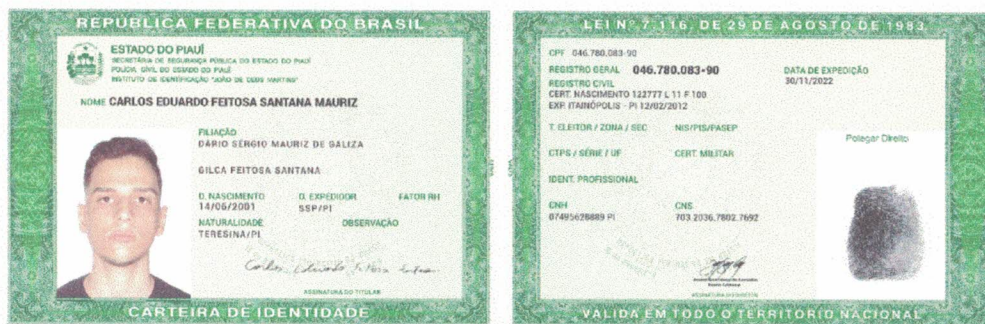 REPÚBLICA FEDERATIVA DO BRASIL
ESTADO DO PIAUÍ
SECRETARIA DE SEGURANÇA PÚBLICA DO ESTADO DO PIAUÍ
POLÍCIA CIVIL DO ESTADO DO PIAUÍ
INSTITUTO DE IDENTIFICAÇÃO "JOÃO DE DEUS MARTINS"
NOME CARLOS EDUARDO FEITOSA SANTANA MAURIZ
FILIAÇÃO
DARIO SÉRGIO MAURIZ DE GALIZA
GILCA FEITOSA SANTANA
D. NASCIMENTO O. EXPEDIDOR FATOR RH
14/06/2001 SSP/PI
NATURALIDADE OBSERVAÇÃO
TERESINA/PI
Carlos Eduardo Feitosa Santana
ASSINATURA DO TITULAR
CARTEIRA DE IDENTIDADE
LEI Nº 7.116, DE 29 DE AGOSTO DE 1983
CPF 046.780.083-90
REGISTRO GERAL 046.780.083-90 DATA DE EXPEDIÇÃO
30/11/2022
REGISTRO CIVIL
CERT. NASCIMENTO 122777 L 11 F 100
EXP. ITAINÓPOLIS - PI 12/02/2012
T. ELEITOR / ZONA / SEC NIS/PIS/PASEP
Polegar Direito
CTPS / SÉRIE / UF CERT. MILITAR
IDENT. PROFISSIONAL
CNH CNS
07495628889 PI 703.2036.7802.7692
ASSINATURA DO DIRETOR
VÁLIDA EM TODO O TERRITÓRIO NACIONAL